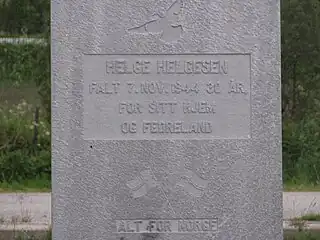 HELGE HELGESEN
FALT 7. NOV. 1944 30 ÅR.
FOR SITT HJEM
OG FEDRELAND
ALT FOR NORGE